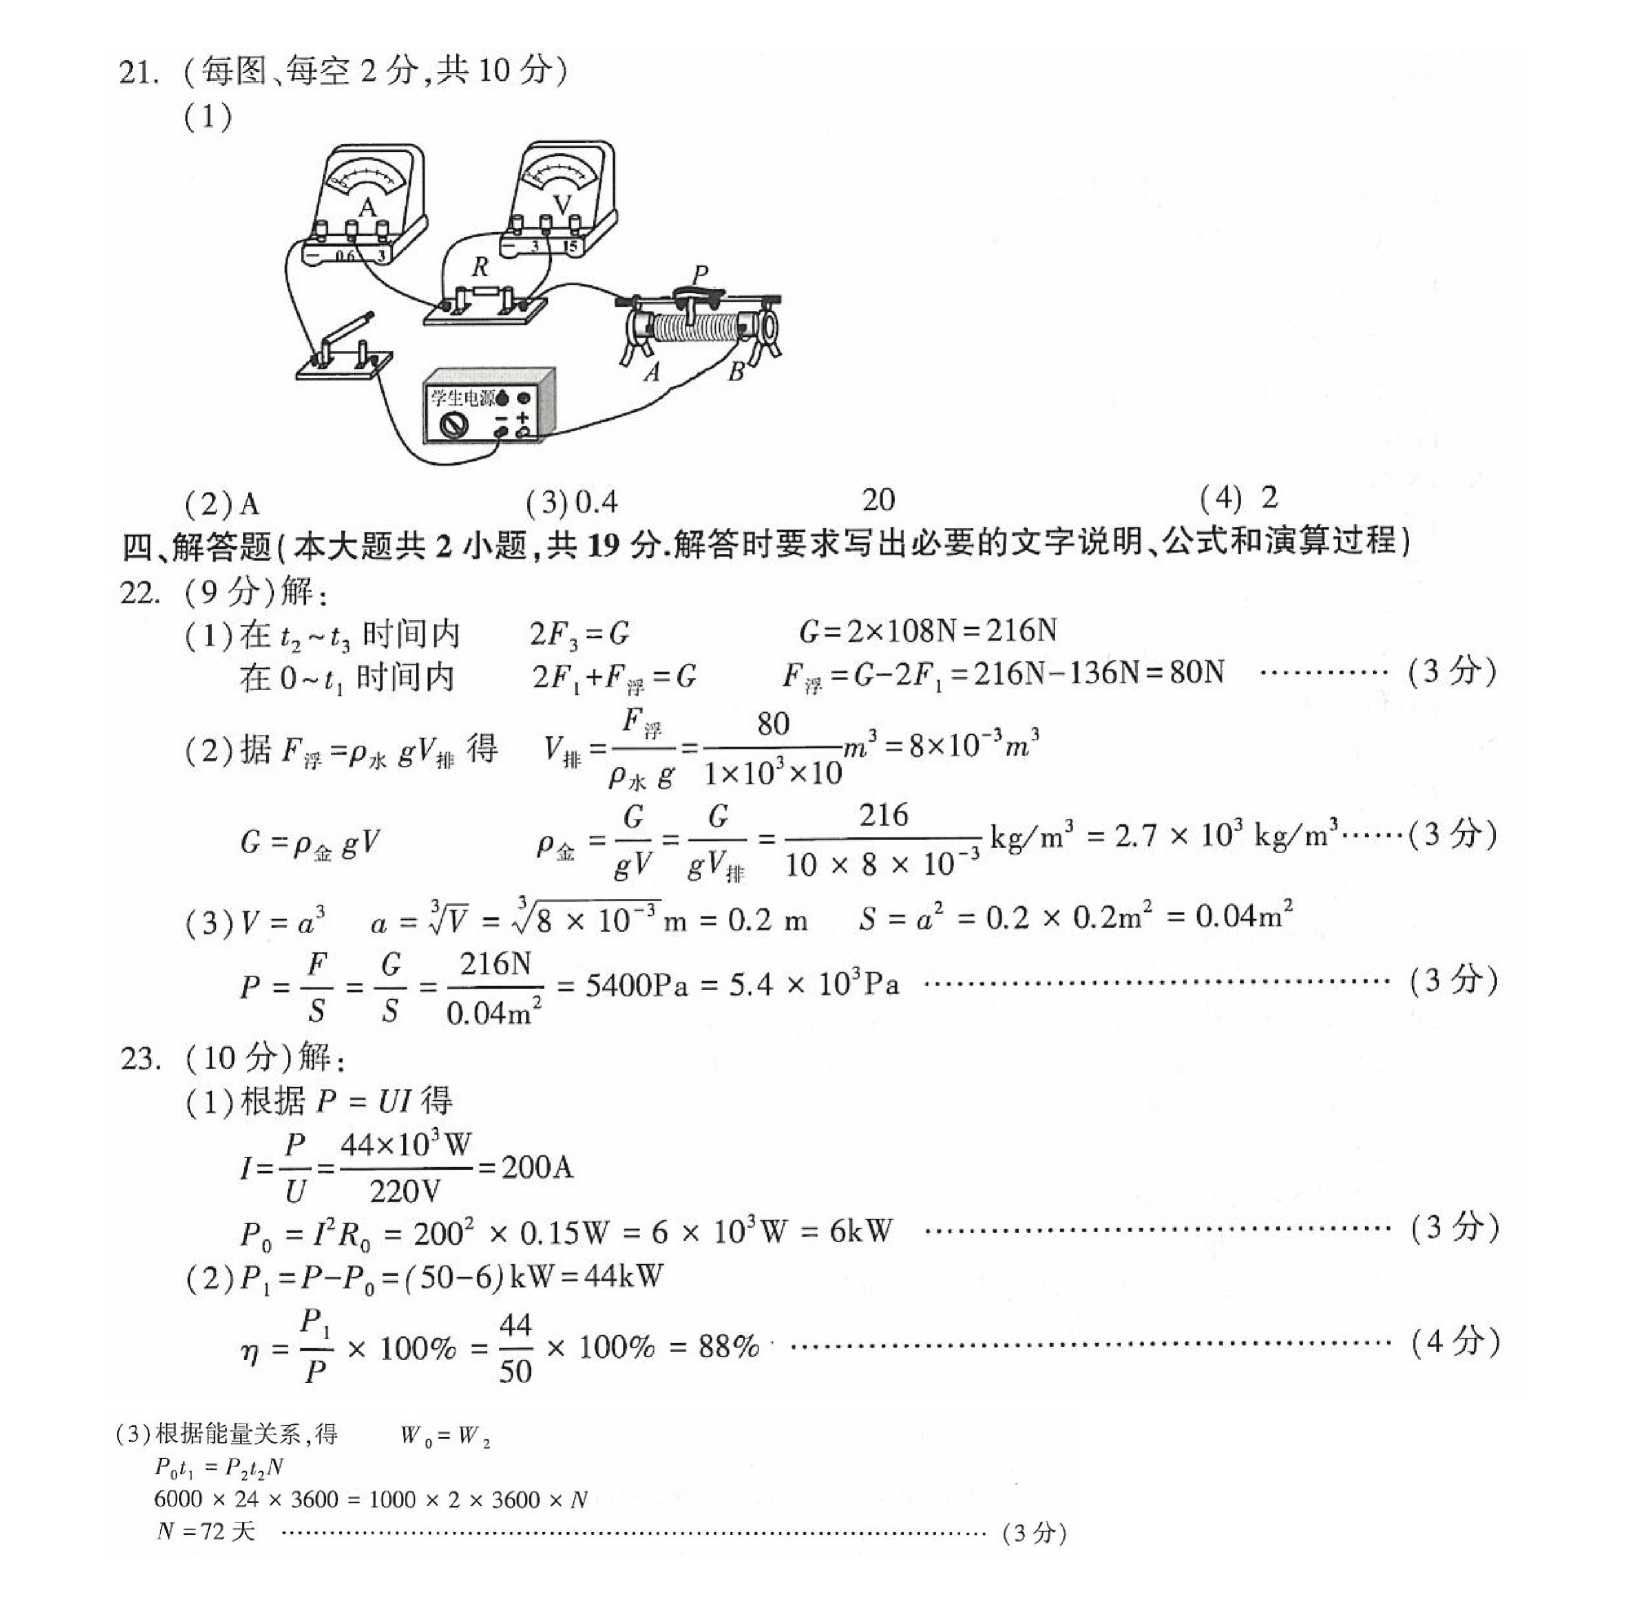 21. (每图、每空 2 分,共 10 分)
(1)
A
V
− 0.6 3
− 3 15
R
P
A
B
学生电源
− +
(2)A (3)0.4 20 (4) 2
四、解答题(本大题共 2 小题,共 19 分.解答时要求写出必要的文字说明、公式和演算过程)
22. (9 分)解:
(1)在 t₂~t₃ 时间内 2F₃=G G=2×108N=216N
在 0~t₁ 时间内 2F₁+F浮=G F浮=G−2F₁=216N−136N=80N ………… (3 分)
(2)据 F浮=ρ水 gV排 得 V排=F浮/ρ水 g=80/1×10³×10 m³=8×10⁻³m³
G=ρ金 gV ρ金=G/gV=G/gV排=216/10 × 8 × 10⁻³ kg/m³ = 2.7 × 10³ kg/m³……(3 分)
(3)V = a³ a = ∛V = ∛8 × 10⁻³ m = 0.2 m S = a² = 0.2 × 0.2m² = 0.04m²
P = F/S = G/S = 216N/0.04m² = 5400Pa = 5.4 × 10³Pa ………………………………… (3 分)
23. (10 分)解:
(1)根据 P = UI 得
I=P/U=44×10³W/220V=200A
P₀ = I²R₀ = 200² × 0.15W = 6 × 10³W = 6kW ………………………………… (3 分)
(2)P₁=P−P₀=(50−6)kW=44kW
η = P₁/P × 100% = 44/50 × 100% = 88% ………………………………………… (4 分)
(3)根据能量关系,得 W₀=W₂
P₀t₁ = P₂t₂N
6000 × 24 × 3600 = 1000 × 2 × 3600 × N
N =72 天 ………………………………………………………… (3 分)